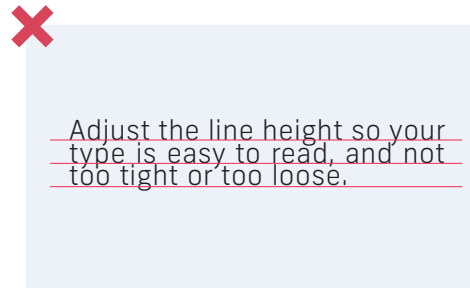 Adjust the line height so your
type is easy to read, and not
too tight or too loose.